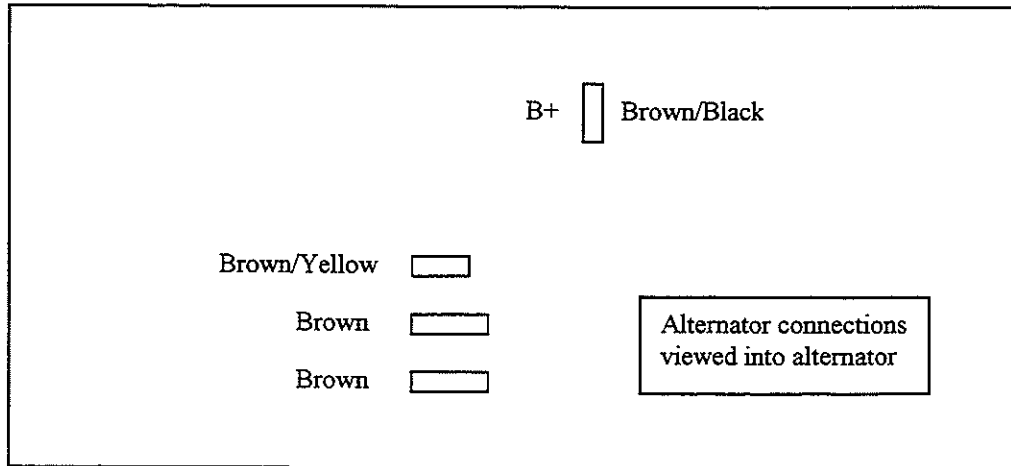 B+ Brown/Black
Brown/Yellow
Brown
Brown
Alternator connections
viewed into alternator